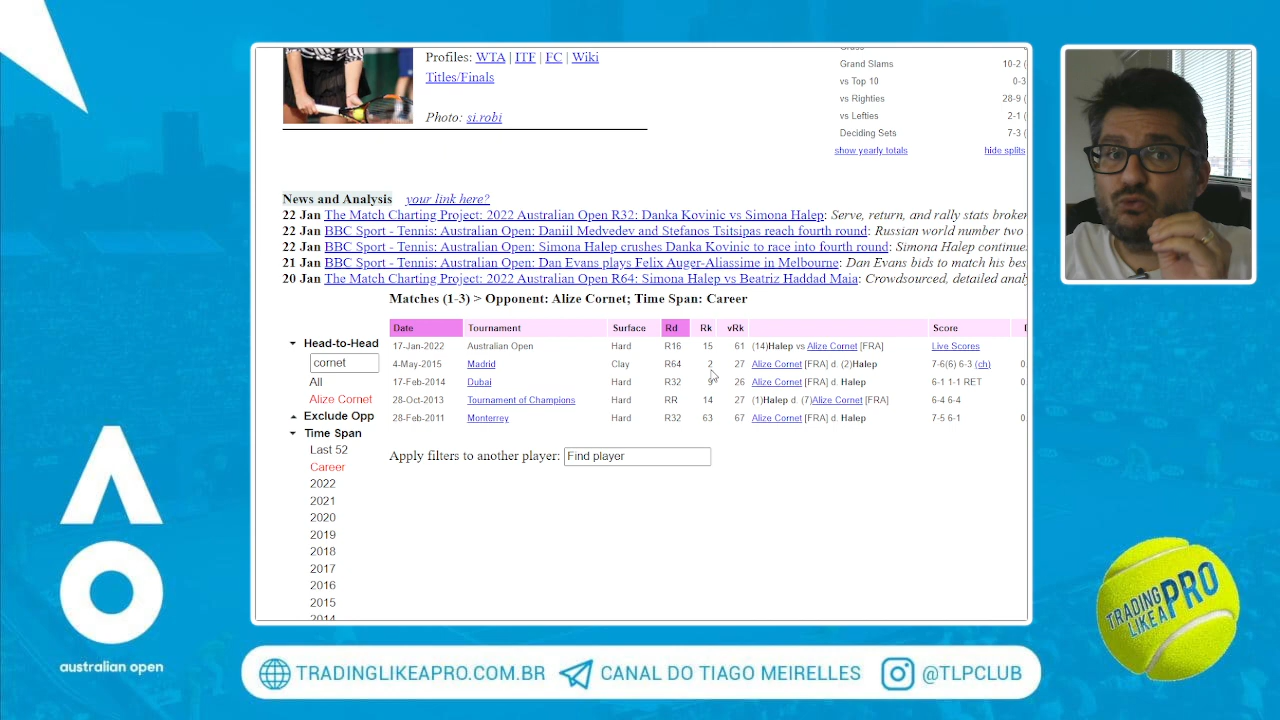 Profiles: WTA | ITF | FC | Wiki
Titles/Finals
Photo: si.robi
Grand Slams 10-2 (
vs Top 10 0-3
vs Righties 28-9 (
vs Lefties 2-1 (
Deciding Sets 7-3 (
show yearly totals hide splits
News and Analysis your link here?
22 Jan The Match Charting Project: 2022 Australian Open R32: Danka Kovinic vs Simona Halep: Serve, return, and rally stats broken
22 Jan BBC Sport - Tennis: Australian Open: Daniil Medvedev and Stefanos Tsitsipas reach fourth round: Russian world number two
22 Jan BBC Sport - Tennis: Australian Open: Simona Halep crushes Danka Kovinic to race into fourth round: Simona Halep continue
21 Jan BBC Sport - Tennis: Australian Open: Dan Evans plays Felix Auger-Aliassime in Melbourne: Dan Evans bids to match his bes
20 Jan The Match Charting Project: 2022 Australian Open R64: Simona Halep vs Beatriz Haddad Maia: Crowdsourced, detailed anal
Matches (1-3) > Opponent: Alize Cornet; Time Span: Career
Date Tournament Surface Rd Rk vRk Score
17-Jan-2022 Australian Open Hard R16 15 61 (14)Halep vs Alize Cornet [FRA] Live Scores
4-May-2015 Madrid Clay R64 2 27 Alize Cornet [FRA] d. (2)Halep 7-6(6) 6-3 (ch) 0.
17-Feb-2014 Dubai Hard R32 9 26 Alize Cornet [FRA] d. Halep 6-1 1-1 RET
28-Oct-2013 Tournament of Champions Hard RR 14 27 (1)Halep d. (7)Alize Cornet [FRA] 6-4 6-4
28-Feb-2011 Monterrey Hard R32 63 67 Alize Cornet [FRA] d. Halep 7-5 6-1 0
Head-to-Head
cornet
All
Alize Cornet
Exclude Opp
Time Span
Last 52
Career
2022
2021
2020
2019
2018
2017
2016
2015
2014
Apply filters to another player: Find player
australian open
TRADING LIKE A PRO
TRADINGLIKEAPRO.COM.BR CANAL DO TIAGO MEIRELLES @TLPCLUB